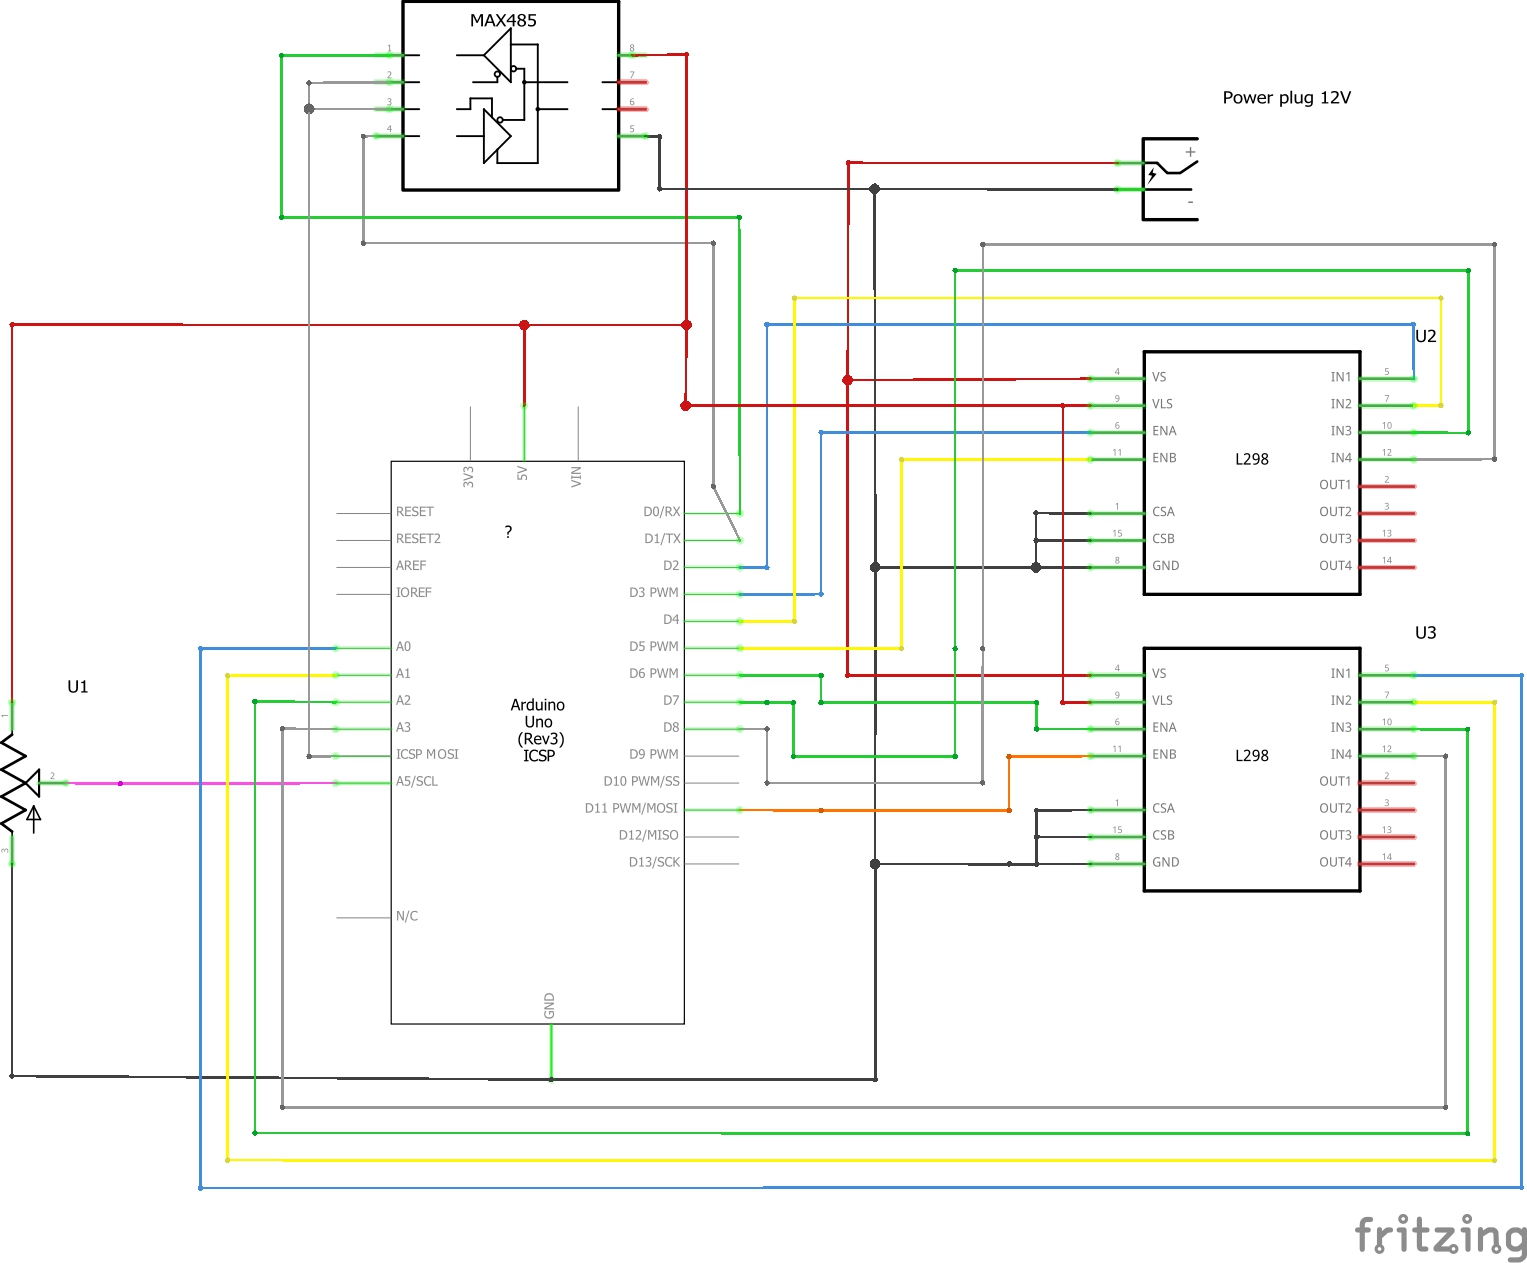 MAX485
1
2
3
4
8
7
6
5
Power plug 12V
+
-
U2
L298
4 VS
9 VLS
6 ENA
11 ENB
1 CSA
15 CSB
8 GND
IN1 5
IN2 7
IN3 10
IN4 12
OUT1 2
OUT2 3
OUT3 13
OUT4 14
3V3
5V
VIN
RESET
RESET2
AREF
IOREF
A0
A1
A2
A3
ICSP MOSI
A5/SCL
N/C
?
Arduino
Uno
(Rev3)
ICSP
D0/RX
D1/TX
D2
D3 PWM
D4
D5 PWM
D6 PWM
D7
D8
D9 PWM
D10 PWM/SS
D11 PWM/MOSI
D12/MISO
D13/SCK
GND
U1
1
2
3
U3
L298
4 VS
9 VLS
6 ENA
11 ENB
1 CSA
15 CSB
8 GND
IN1 5
IN2 7
IN3 10
IN4 12
OUT1 2
OUT2 3
OUT3 13
OUT4 14
fritzing